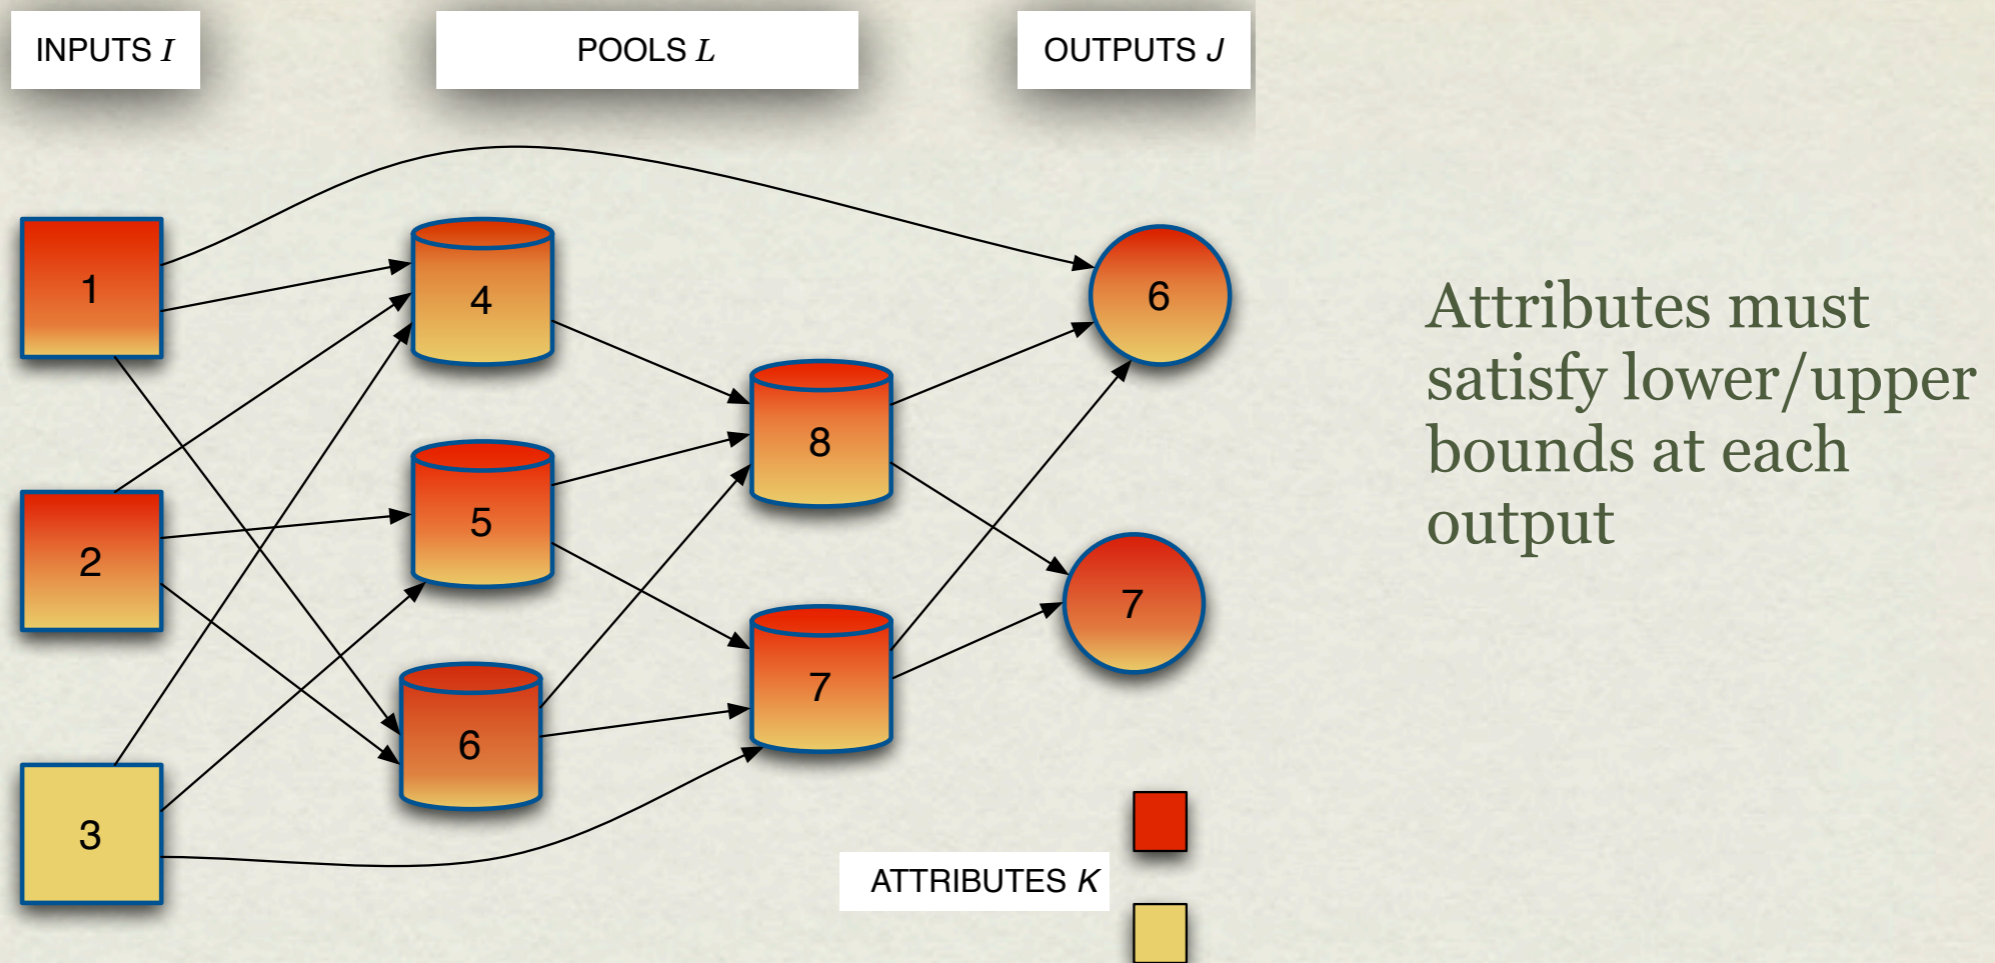 INPUTS I
POOLS L
OUTPUTS J
1
4
6
2
5
8
7
3
6
7
Attributes must
satisfy lower/upper
bounds at each
output
ATTRIBUTES K